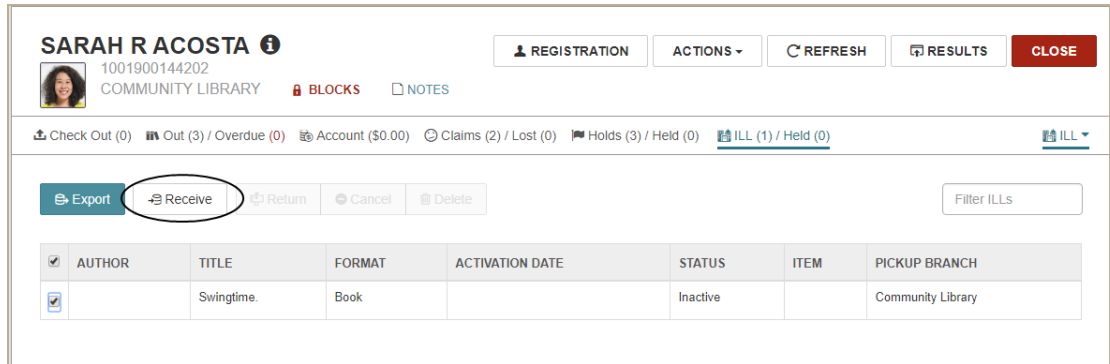 SARAH R ACOSTA
1001900144202
COMMUNITY LIBRARY BLOCKS NOTES
REGISTRATION ACTIONS REFRESH RESULTS CLOSE
Check Out (0) Out (3) / Overdue (0) Account ($0.00) Claims (2) / Lost (0) Holds (3) / Held (0) ILL (1) / Held (0) ILL
Export Receive Return Cancel Delete Filter ILLs
AUTHOR TITLE FORMAT ACTIVATION DATE STATUS ITEM PICKUP BRANCH
Swingtime. Book Inactive Community Library